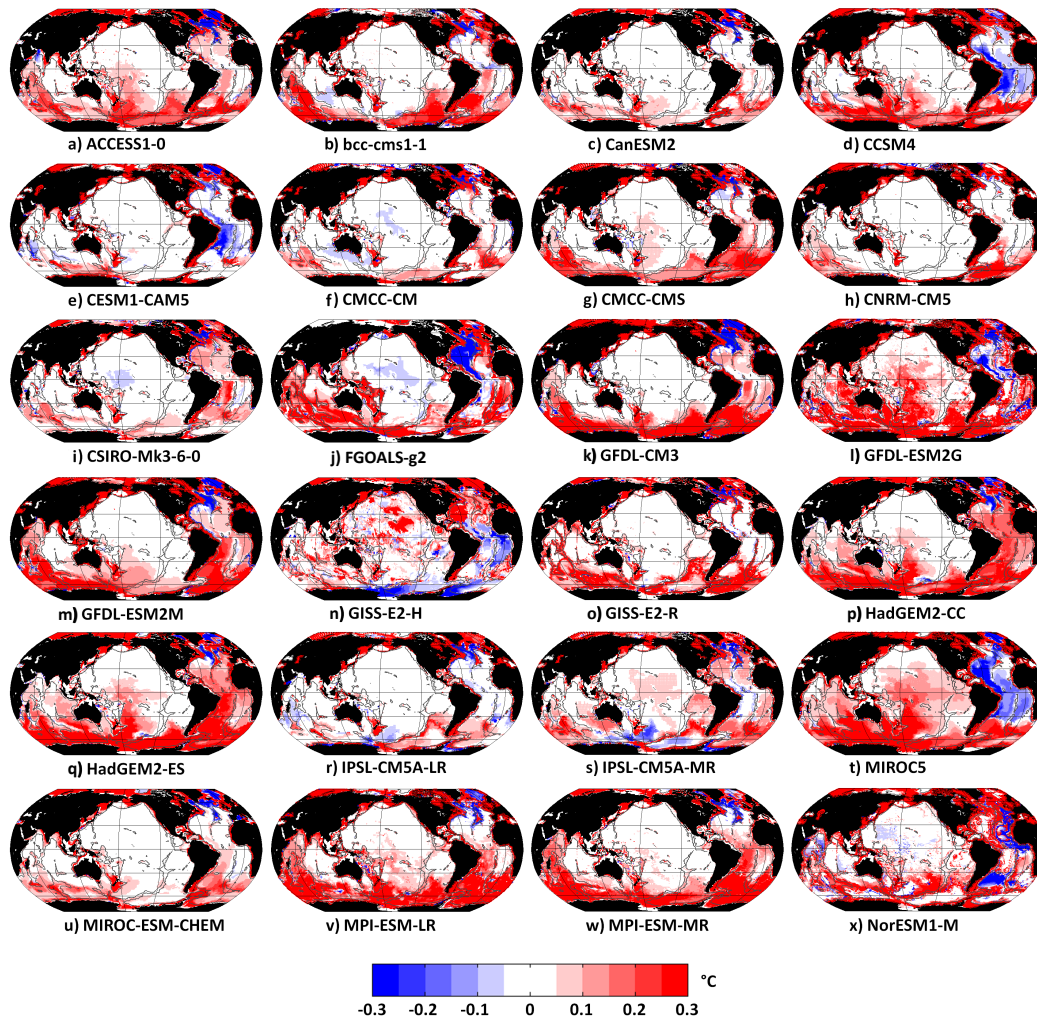 a) ACCESS1-0 b) bcc-cms1-1 c) CanESM2 d) CCSM4
e) CESM1-CAM5 f) CMCC-CM g) CMCC-CMS h) CNRM-CM5
i) CSIRO-Mk3-6-0 j) FGOALS-g2 k) GFDL-CM3 l) GFDL-ESM2G
m) GFDL-ESM2M n) GISS-E2-H o) GISS-E2-R p) HadGEM2-CC
q) HadGEM2-ES r) IPSL-CM5A-LR s) IPSL-CM5A-MR t) MIROC5
u) MIROC-ESM-CHEM v) MPI-ESM-LR w) MPI-ESM-MR x) NorESM1-M
°C
-0.3 -0.2 -0.1 0 0.1 0.2 0.3